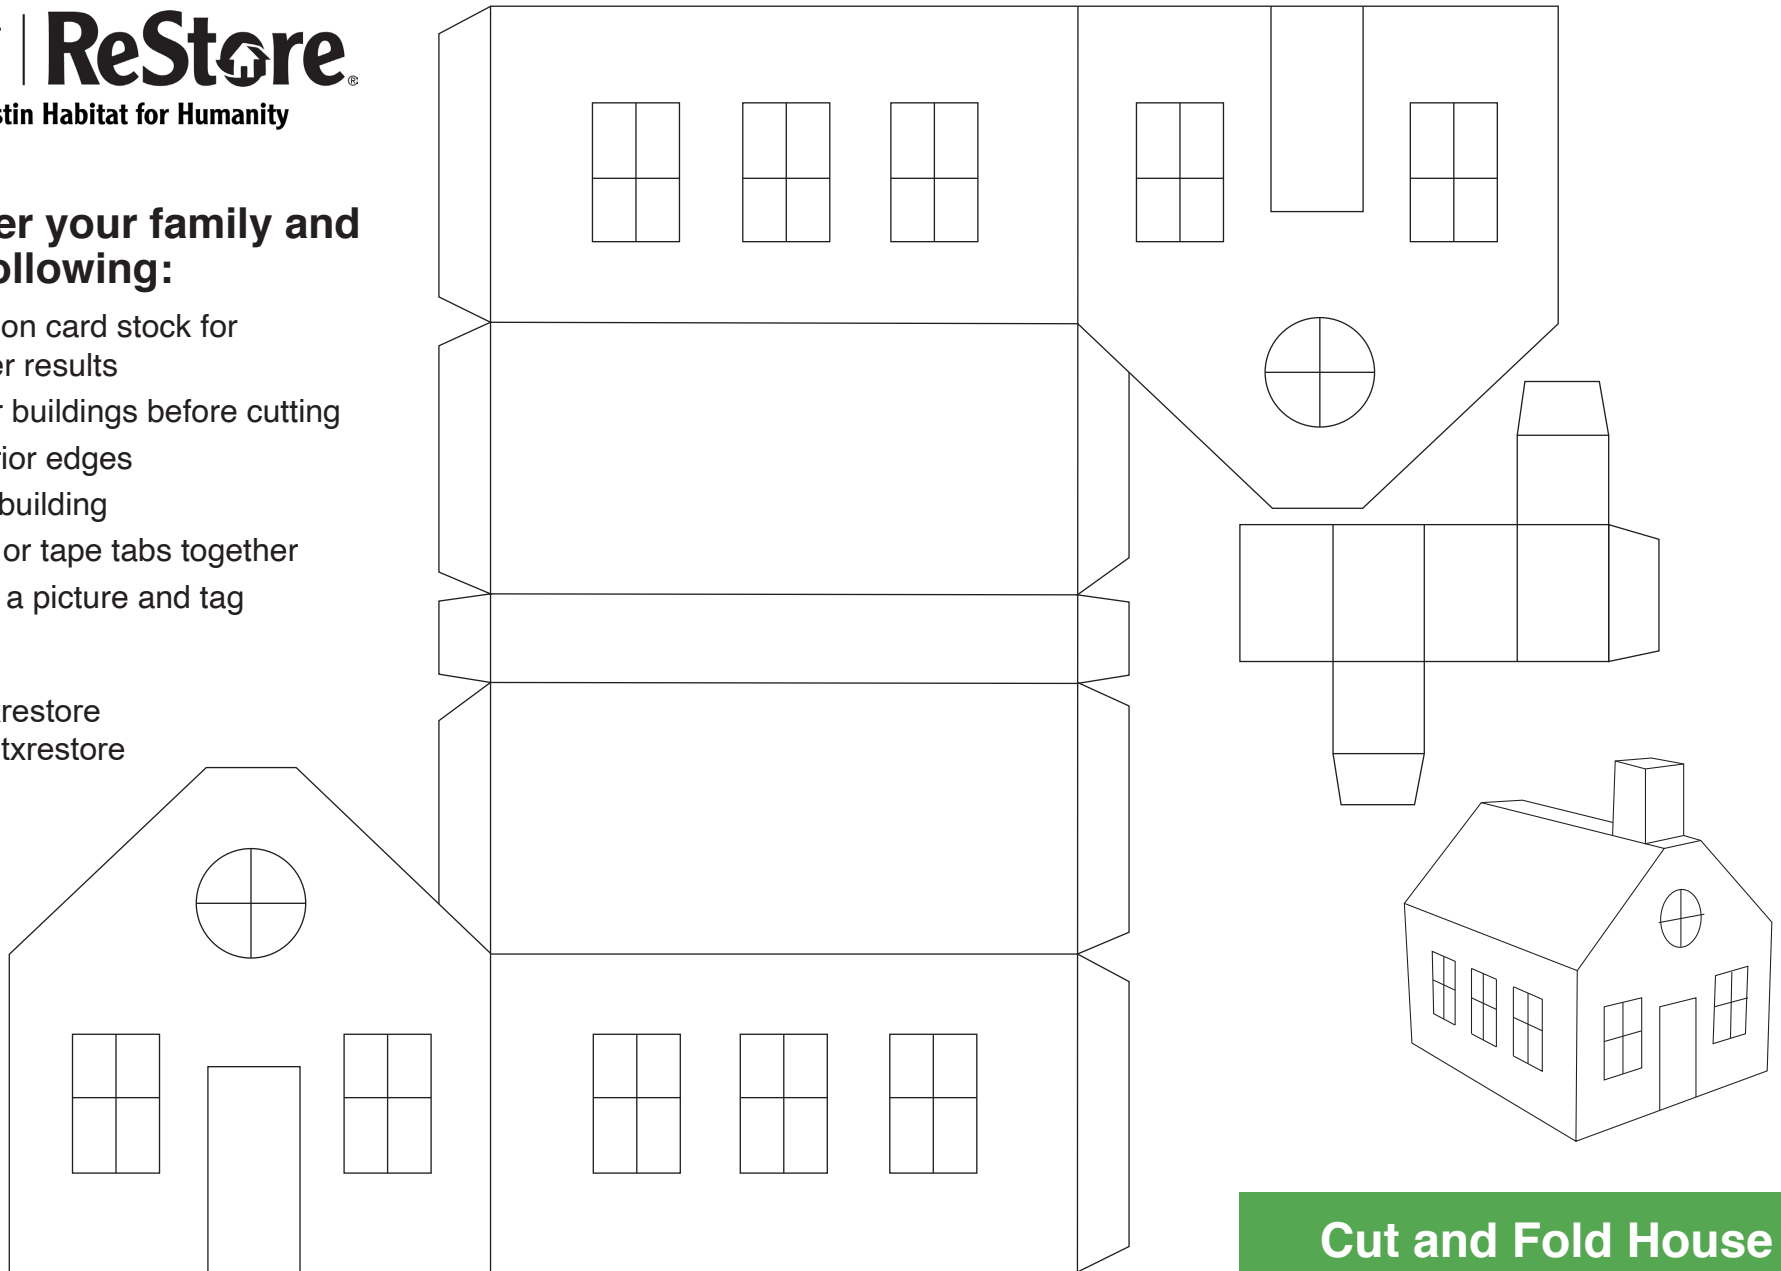 ReStore®
stin Habitat for Humanity
er your family and
ollowing:
on card stock for
er results
r buildings before cutting
rior edges
building
or tape tabs together
a picture and tag
restore
txrestore
Cut and Fold House